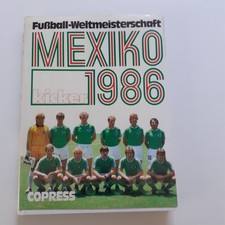 Fußball-Weltmeisterschaft
MEXIKO
kicker 1986
COPRESS